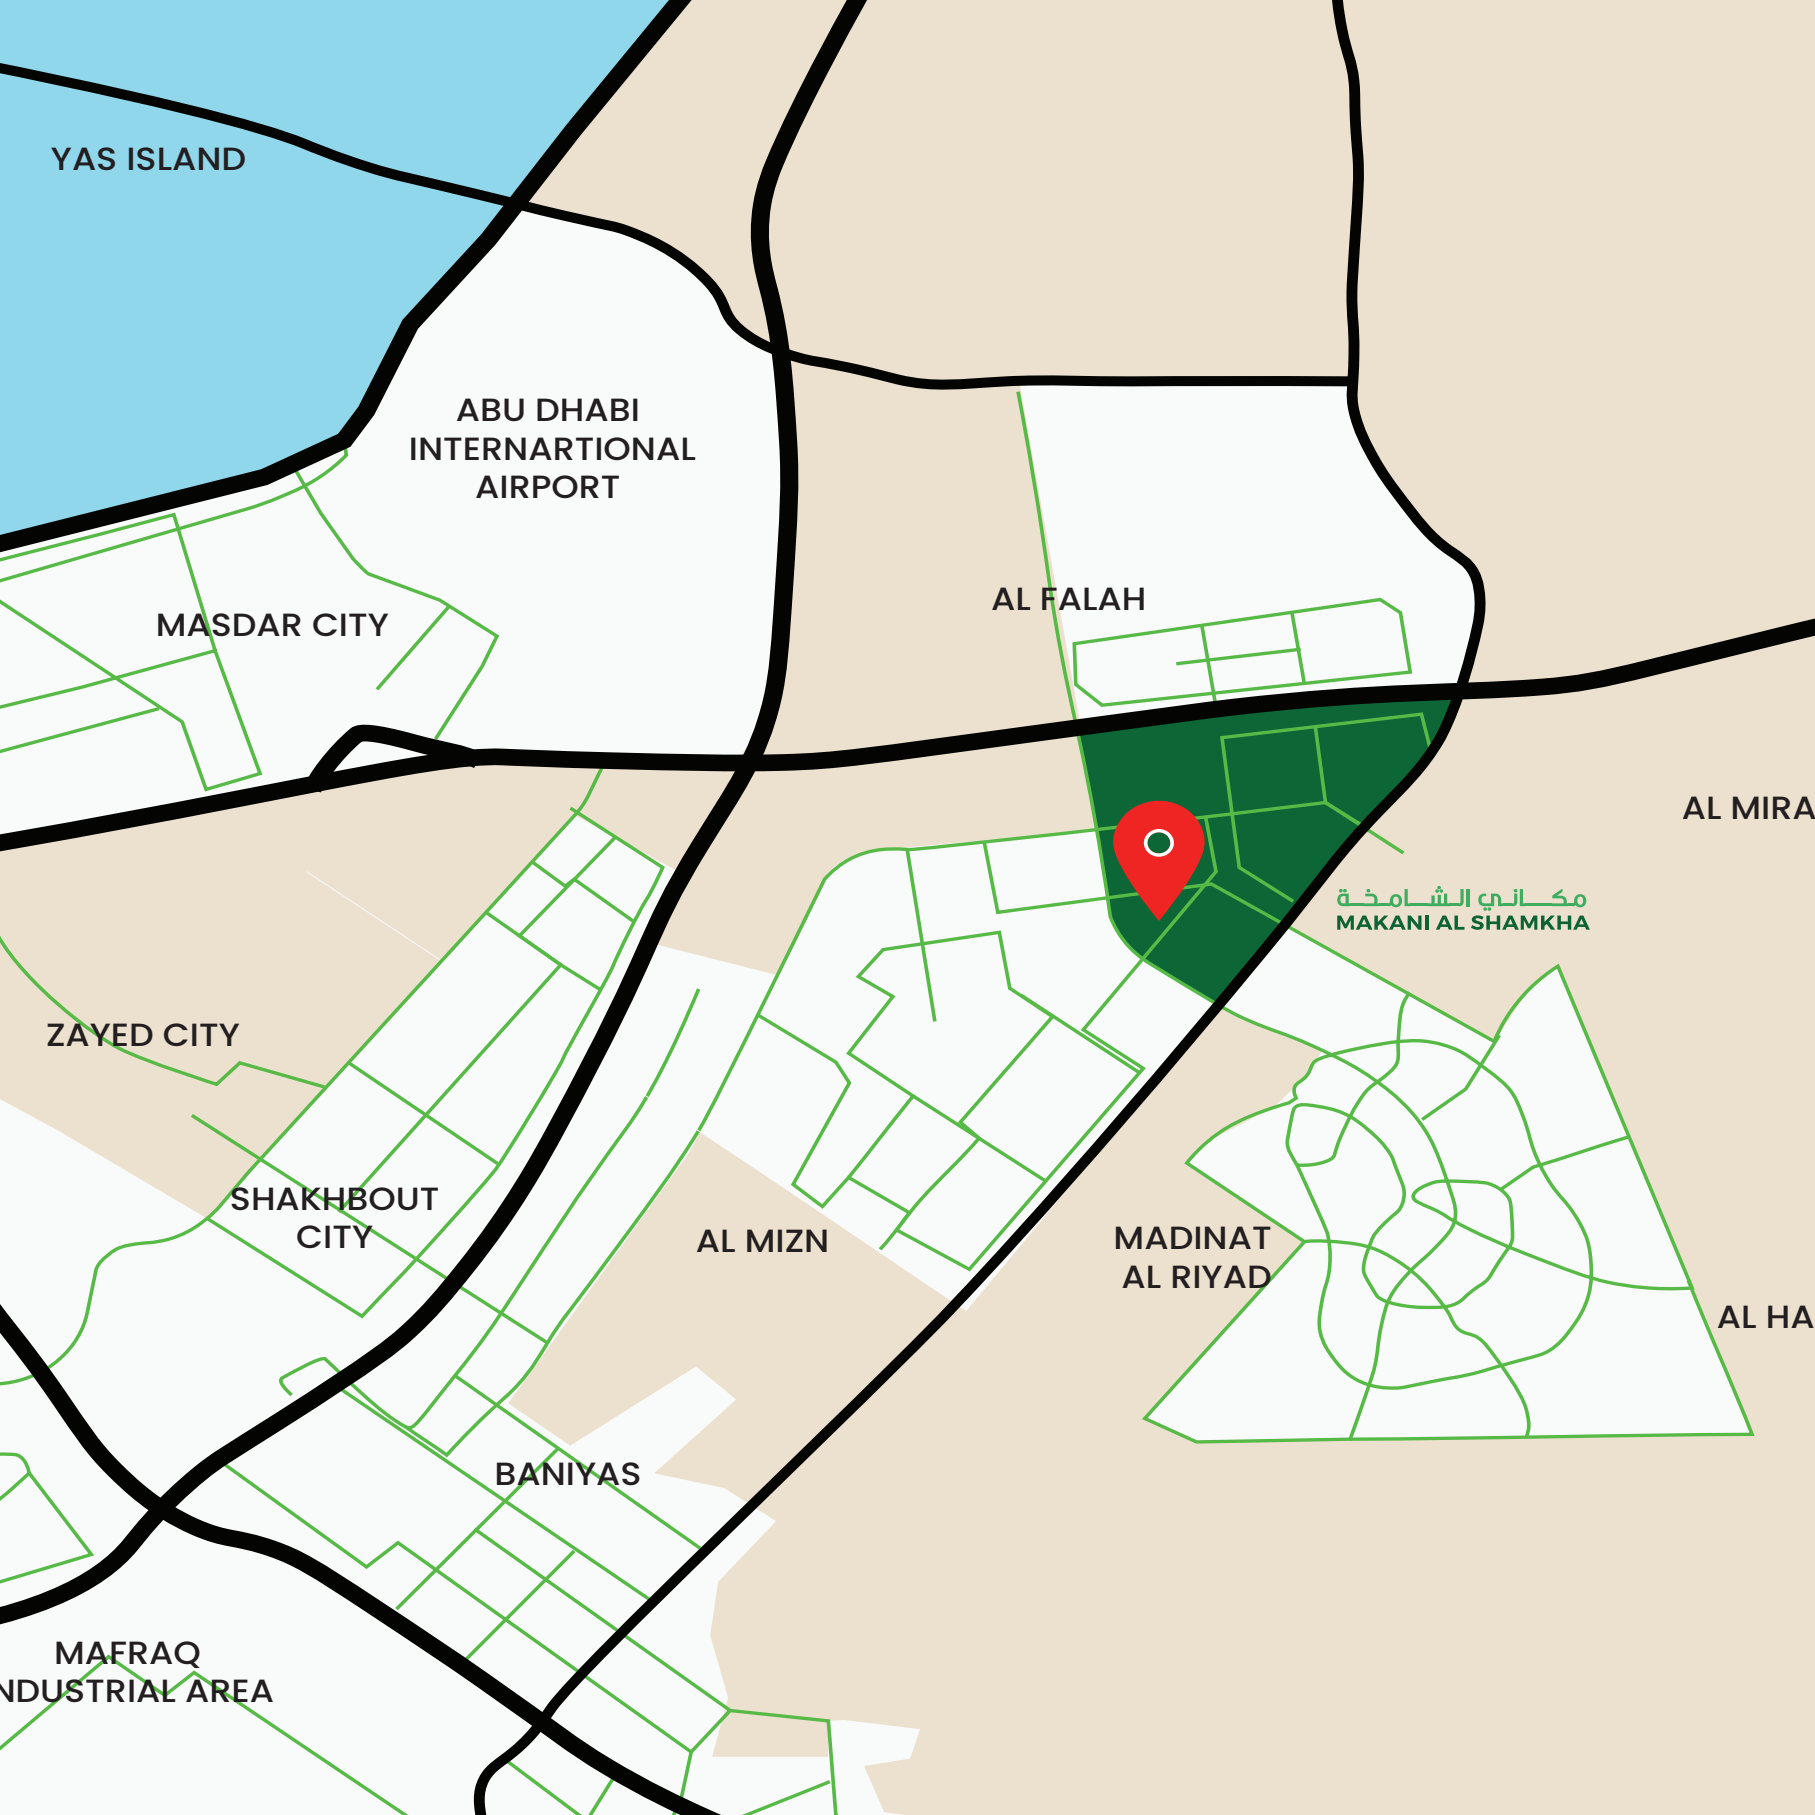 YAS ISLAND
ABU DHABI
INTERNARTIONAL
AIRPORT
AL FALAH
MASDAR CITY
AL MIRA
مكاني الشامخة
MAKANI AL SHAMKHA
ZAYED CITY
SHAKHBOUT
CITY
AL MIZN
MADINAT
AL RIYAD
AL HA
BANIYAS
MAFRAQ
NDUSTRIAL AREA